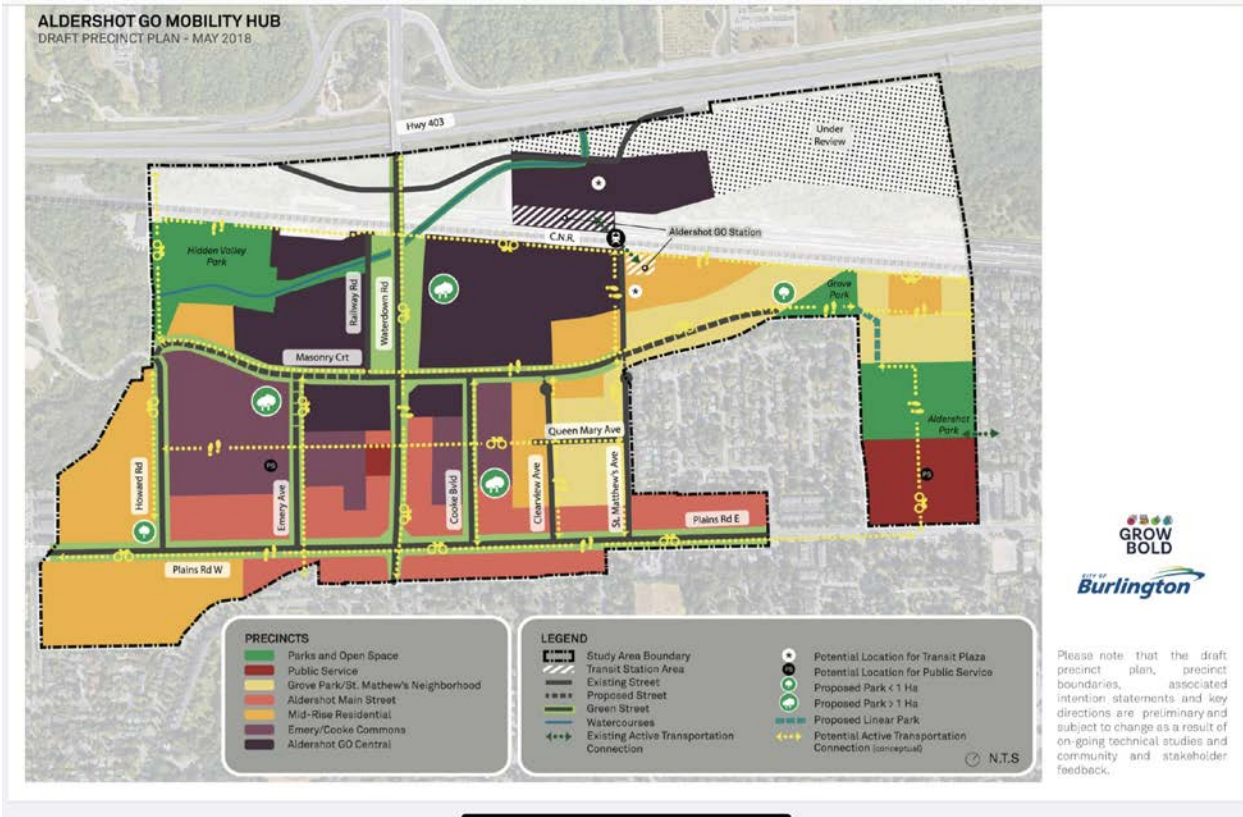 ALDERSHOT GO MOBILITY HUB
DRAFT PRECINCT PLAN - MAY 2018
Hwy 403
Under
Review
Aldershot GO Station
C.N.R.
Hidden Valley
Park
Railway Rd
Waterdown Rd
Grove
Park
Masonry Crt
Queen Mary Ave
Aldershot
Park
Howard Rd
PS
Emery Ave
Cooke Blvd
Clearview Ave
St. Matthew's Ave
PS
Plains Rd E
Plains Rd W
GROW
BOLD
CITY OF
Burlington
PRECINCTS
Parks and Open Space
Public Service
Grove Park/St. Mathew's Neighborhood
Aldershot Main Street
Mid-Rise Residential
Emery/Cooke Commons
Aldershot GO Central
LEGEND
Study Area Boundary
Transit Station Area
Existing Street
Proposed Street
Green Street
Watercourses
Existing Active Transportation
Connection
Potential Location for Transit Plaza
PS
Potential Location for Public Service
Proposed Park < 1 Ha
Proposed Park > 1 Ha
Proposed Linear Park
Potential Active Transportation
Connection (conceptual)
N.T.S
Please note that the draft
precinct plan, precinct
boundaries, associated
intention statements and key
directions are preliminary and
subject to change as a result of
on-going technical studies and
community and stakeholder
feedback.